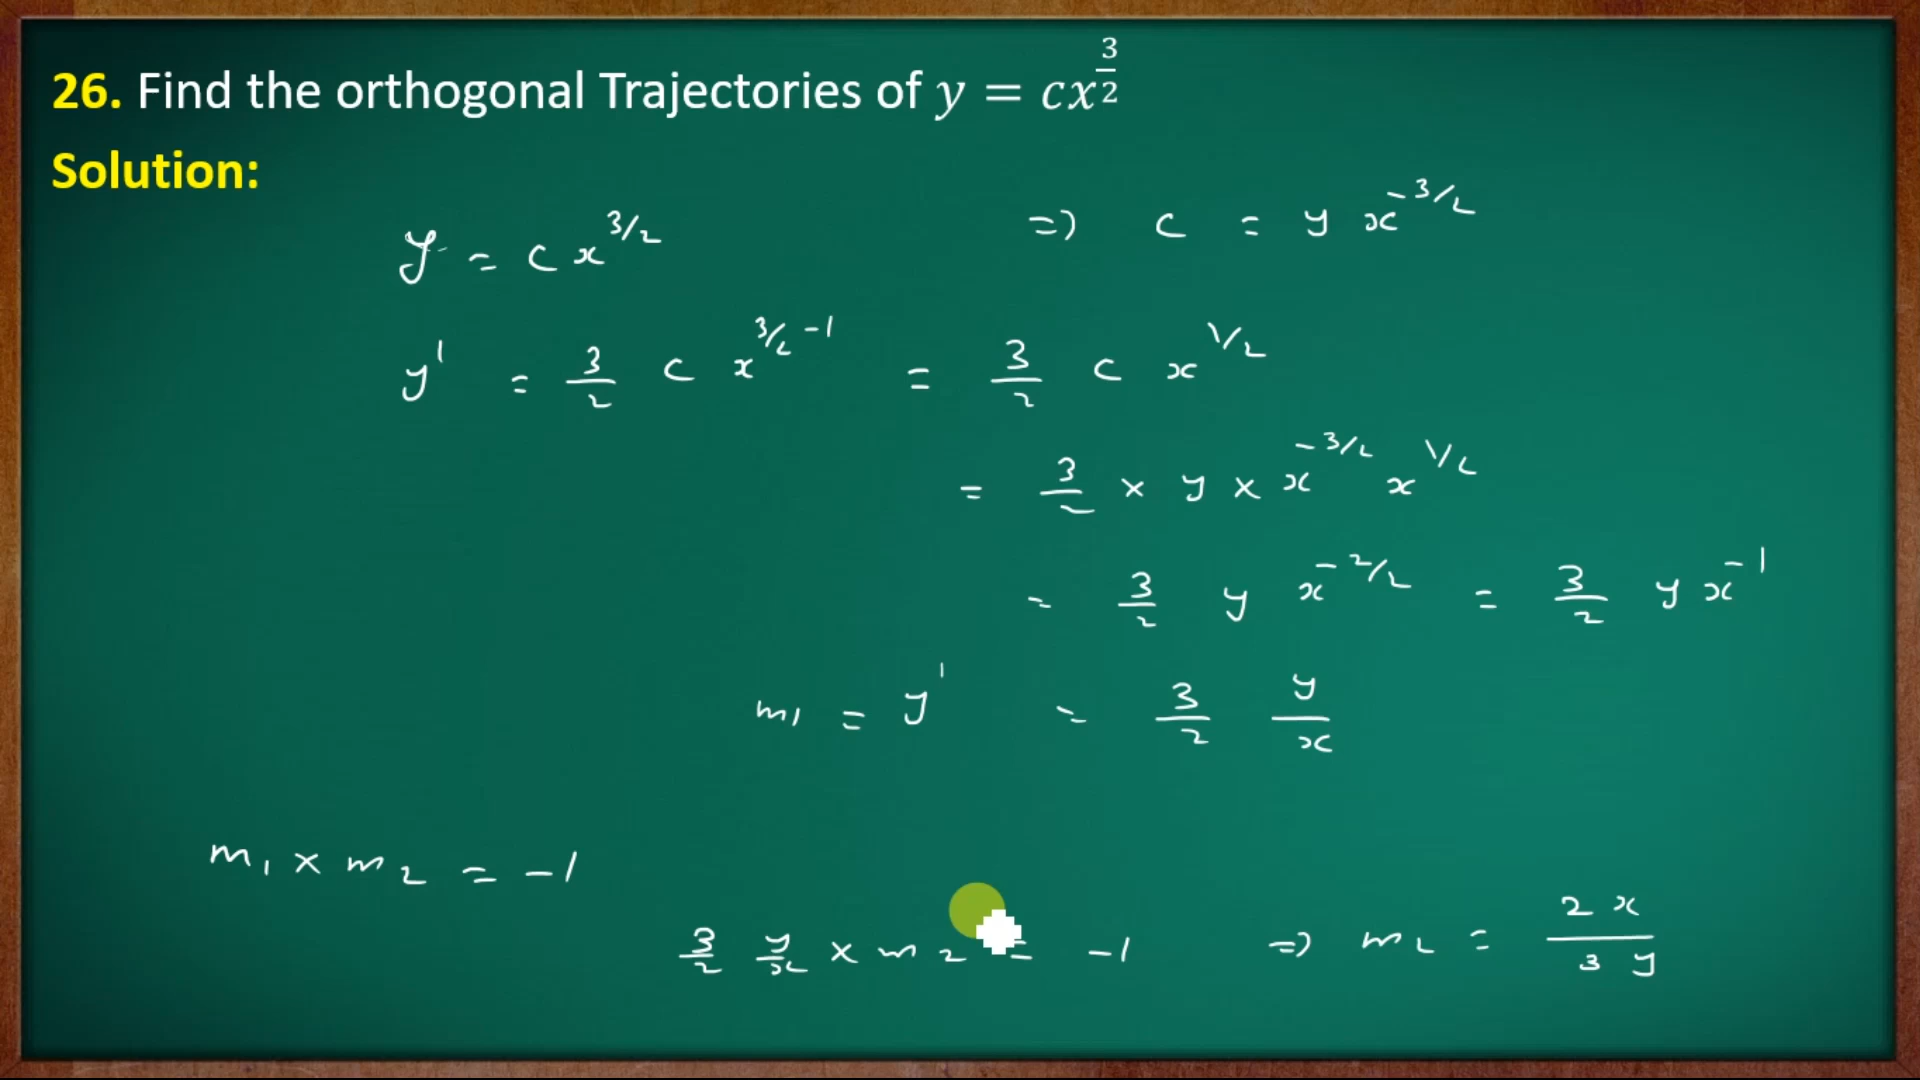 26. Find the orthogonal Trajectories of y = cx^(3/2)
Solution:
y = c x^(3/2) => c = y x^(-3/2)
y' = 3/2 c x^(3/2 -1) = 3/2 c x^(1/2)
= 3/2 × y × x^(-3/2) x^(1/2)
= 3/2 y x^(-2/2) = 3/2 y x^(-1)
m1 = y' = 3/2 y/x
m1 × m2 = -1
3/2 y/x × m2 = -1 => m2 = 2x/3y